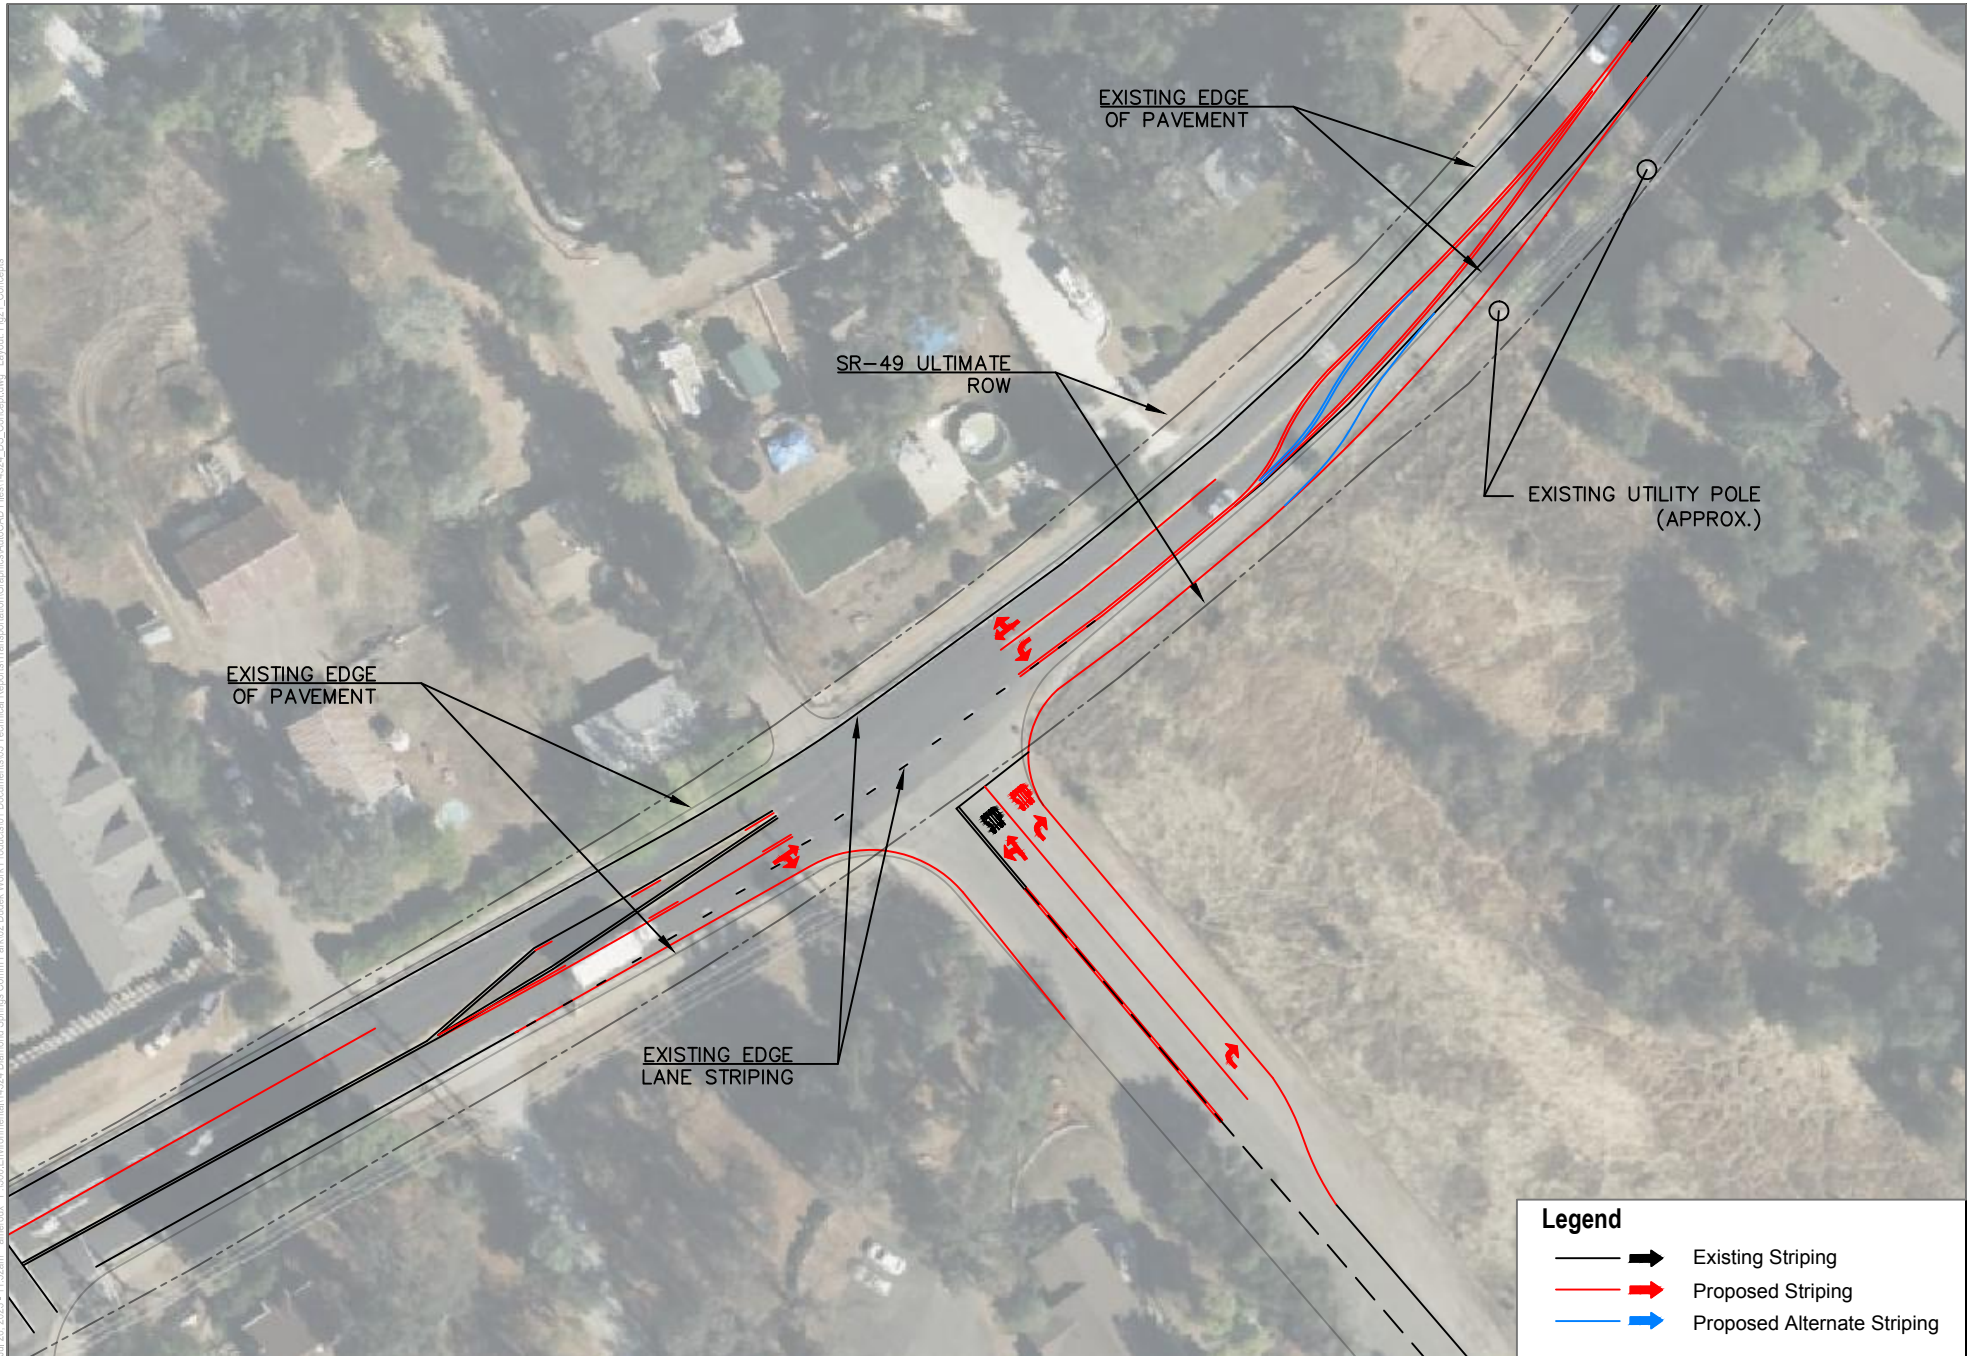 EXISTING EDGE
OF PAVEMENT
SR-49 ULTIMATE
ROW
EXISTING UTILITY POLE
(APPROX.)
EXISTING EDGE
OF PAVEMENT
EXISTING EDGE
LANE STRIPING
Legend
Existing Striping
Proposed Striping
Proposed Alternate Striping